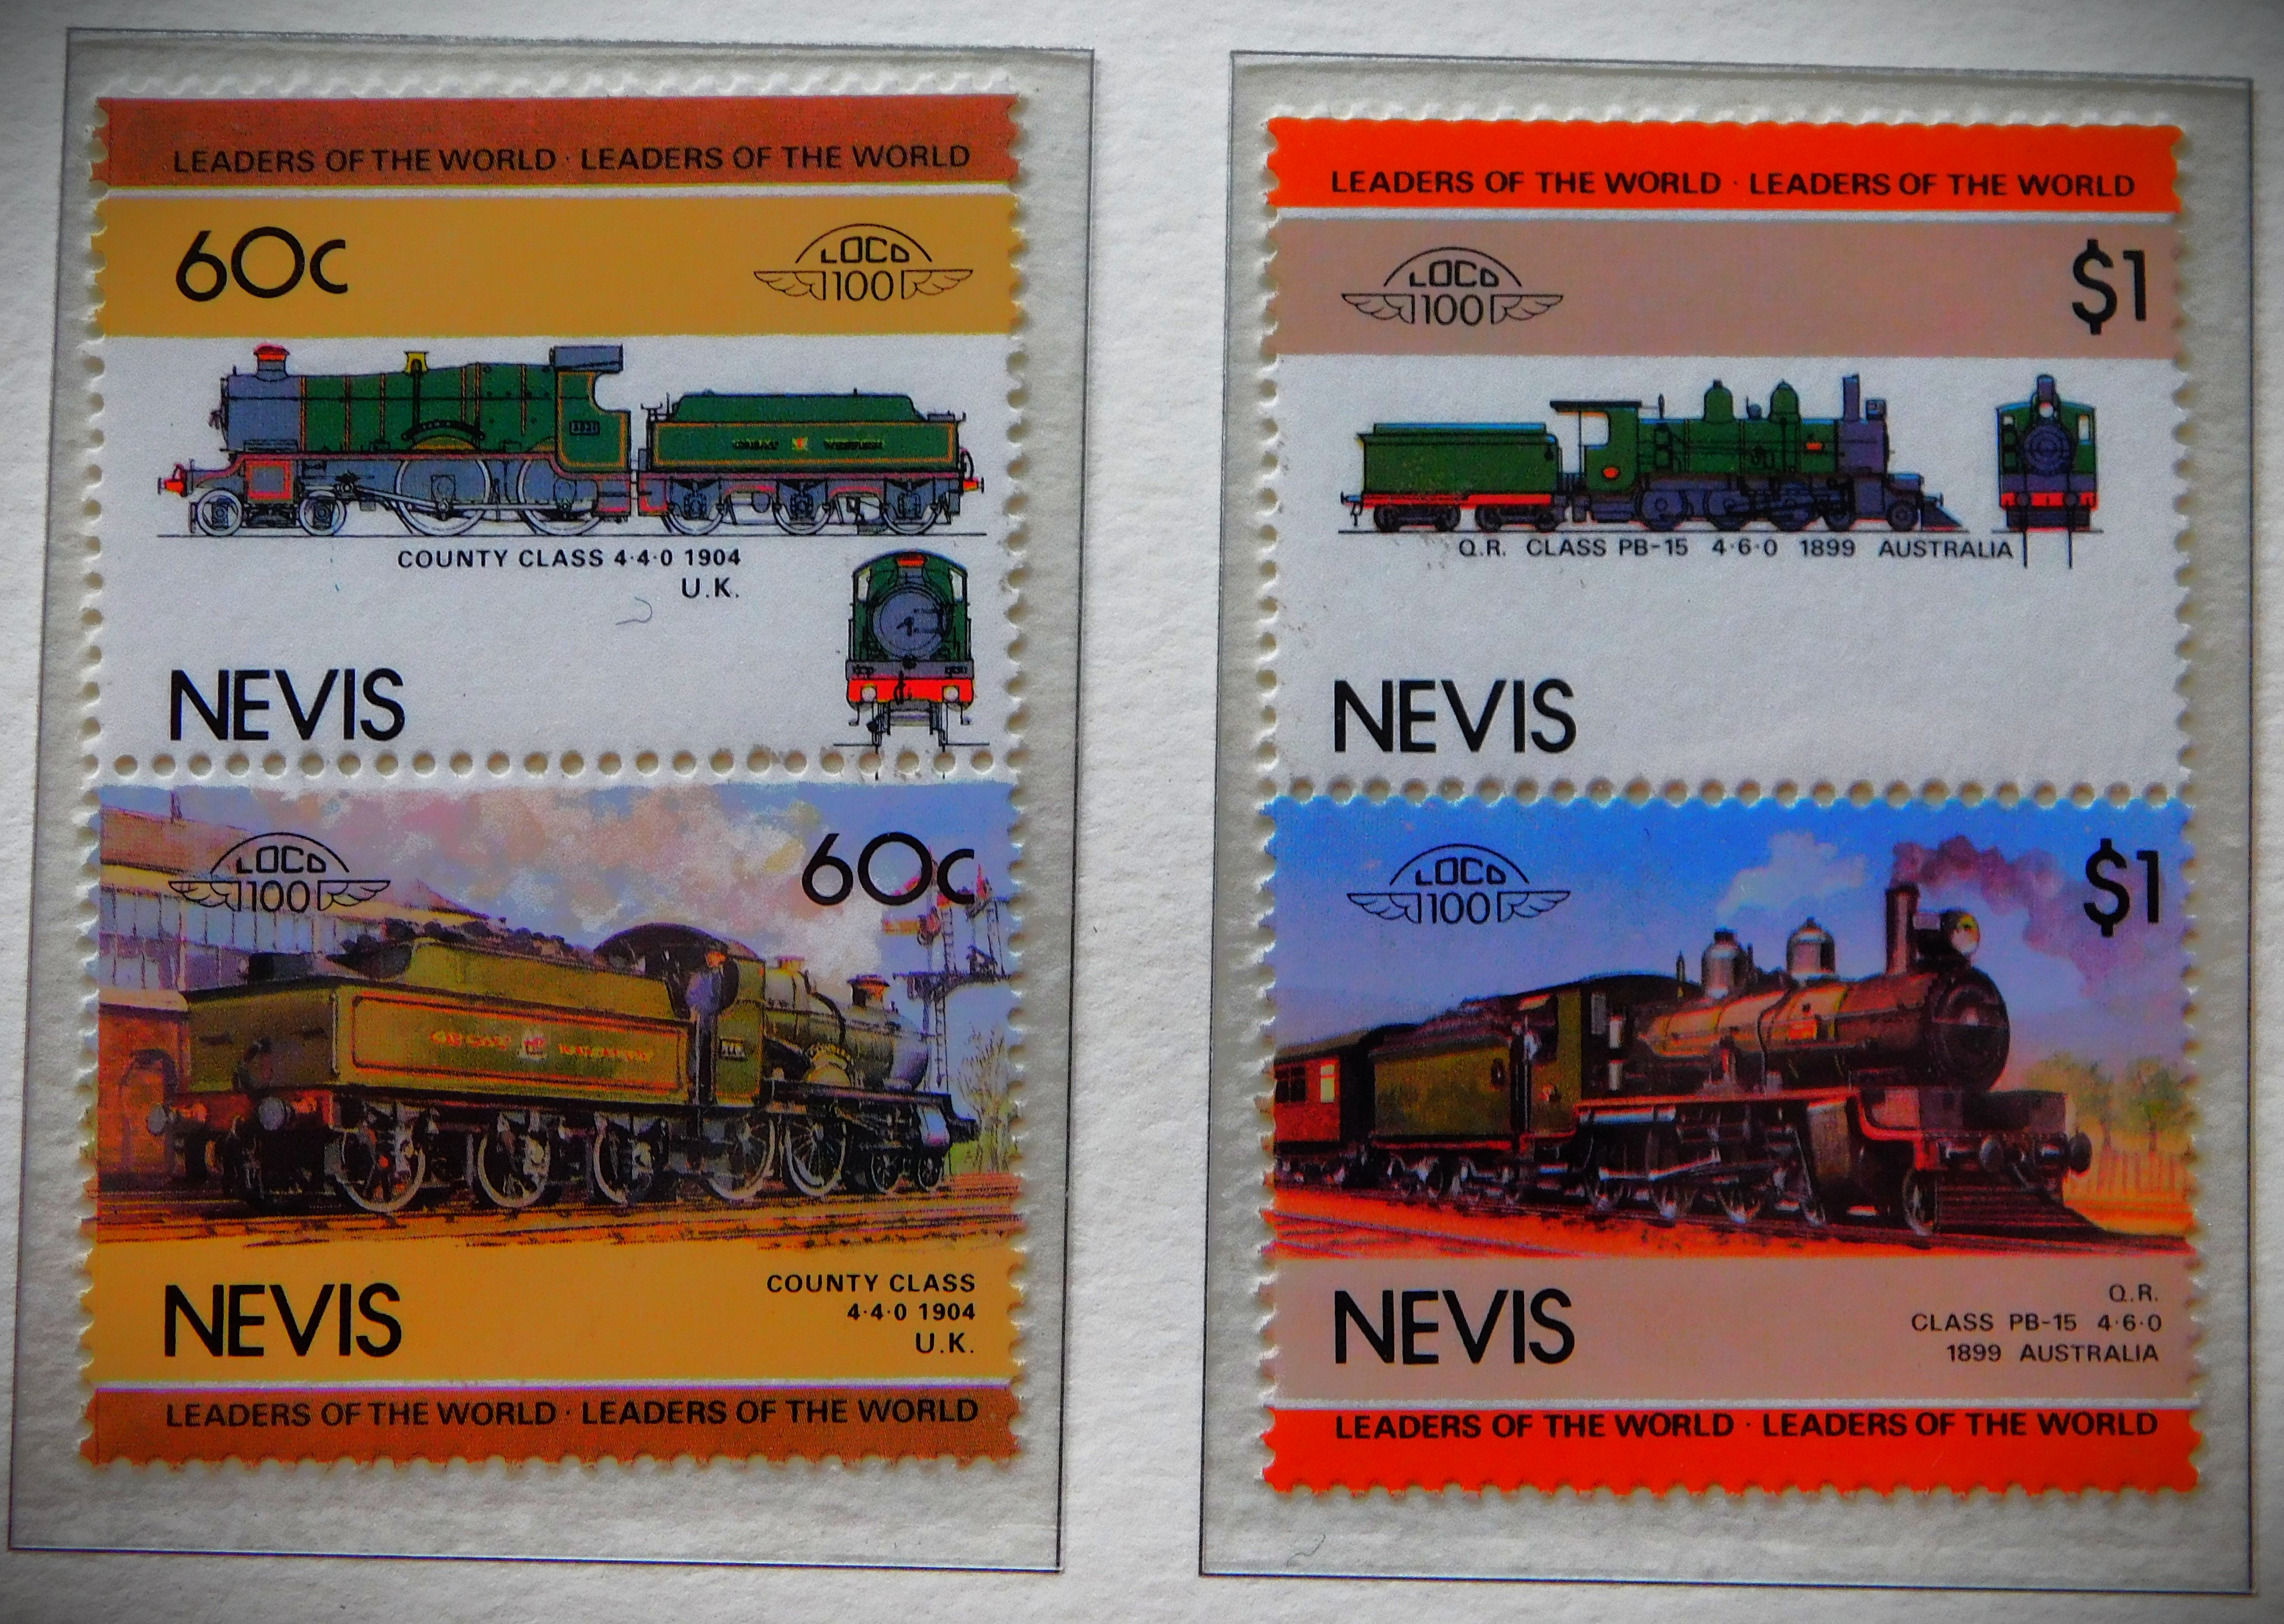 LEADERS OF THE WORLD · LEADERS OF THE WORLD
60c
LOCO
100
COUNTY CLASS 4·4·0 1904
U.K.
NEVIS
LOCO
100
60c
NEVIS
COUNTY CLASS
4·4·0 1904
U.K.
LEADERS OF THE WORLD · LEADERS OF THE WORLD
LEADERS OF THE WORLD · LEADERS OF THE WORLD
LOCO
100
$1
Q.R. CLASS PB-15 4·6·0 1899 AUSTRALIA
NEVIS
LOCO
100
$1
NEVIS
Q.R.
CLASS PB-15 4·6·0
1899 AUSTRALIA
LEADERS OF THE WORLD · LEADERS OF THE WORLD